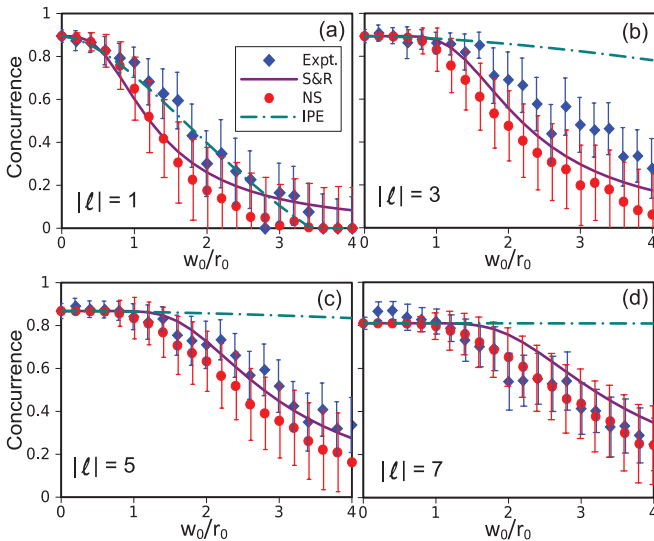 (a)
Concurrence
1
0.8
0.6
0.4
0.2
0
Expt.
S&R
NS
IPE
|ℓ| = 1
0 1 2 3 4
w₀/r₀
(b)
|ℓ| = 3
0 1 2 3 4
w₀/r₀
(c)
Concurrence
1
0.8
0.6
0.4
0.2
0
|ℓ| = 5
0 1 2 3 4
w₀/r₀
(d)
|ℓ| = 7
0 1 2 3 4
w₀/r₀